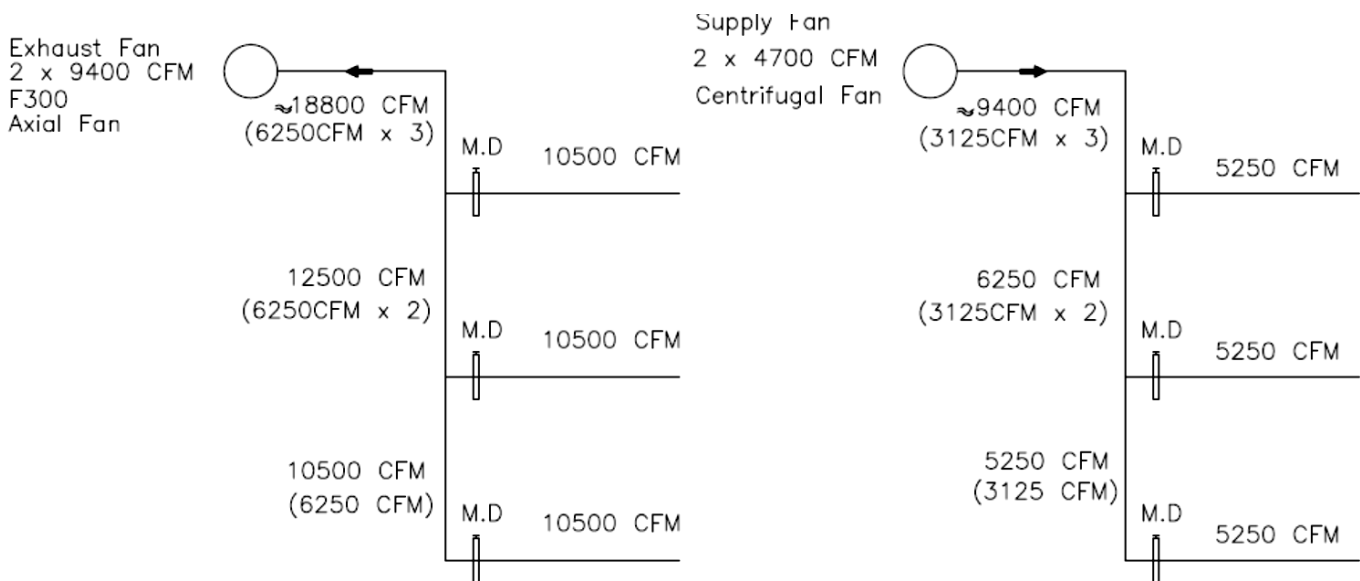 Exhaust Fan
2 x 9400 CFM
F300
Axial Fan
≈18800 CFM
(6250CFM x 3)
M.D
10500 CFM
12500 CFM
(6250CFM x 2)
M.D
10500 CFM
10500 CFM
(6250 CFM)
M.D
10500 CFM
Supply Fan
2 x 4700 CFM
Centrifugal Fan
≈9400 CFM
(3125CFM x 3)
M.D
5250 CFM
6250 CFM
(3125CFM x 2)
M.D
5250 CFM
5250 CFM
(3125 CFM)
M.D
5250 CFM